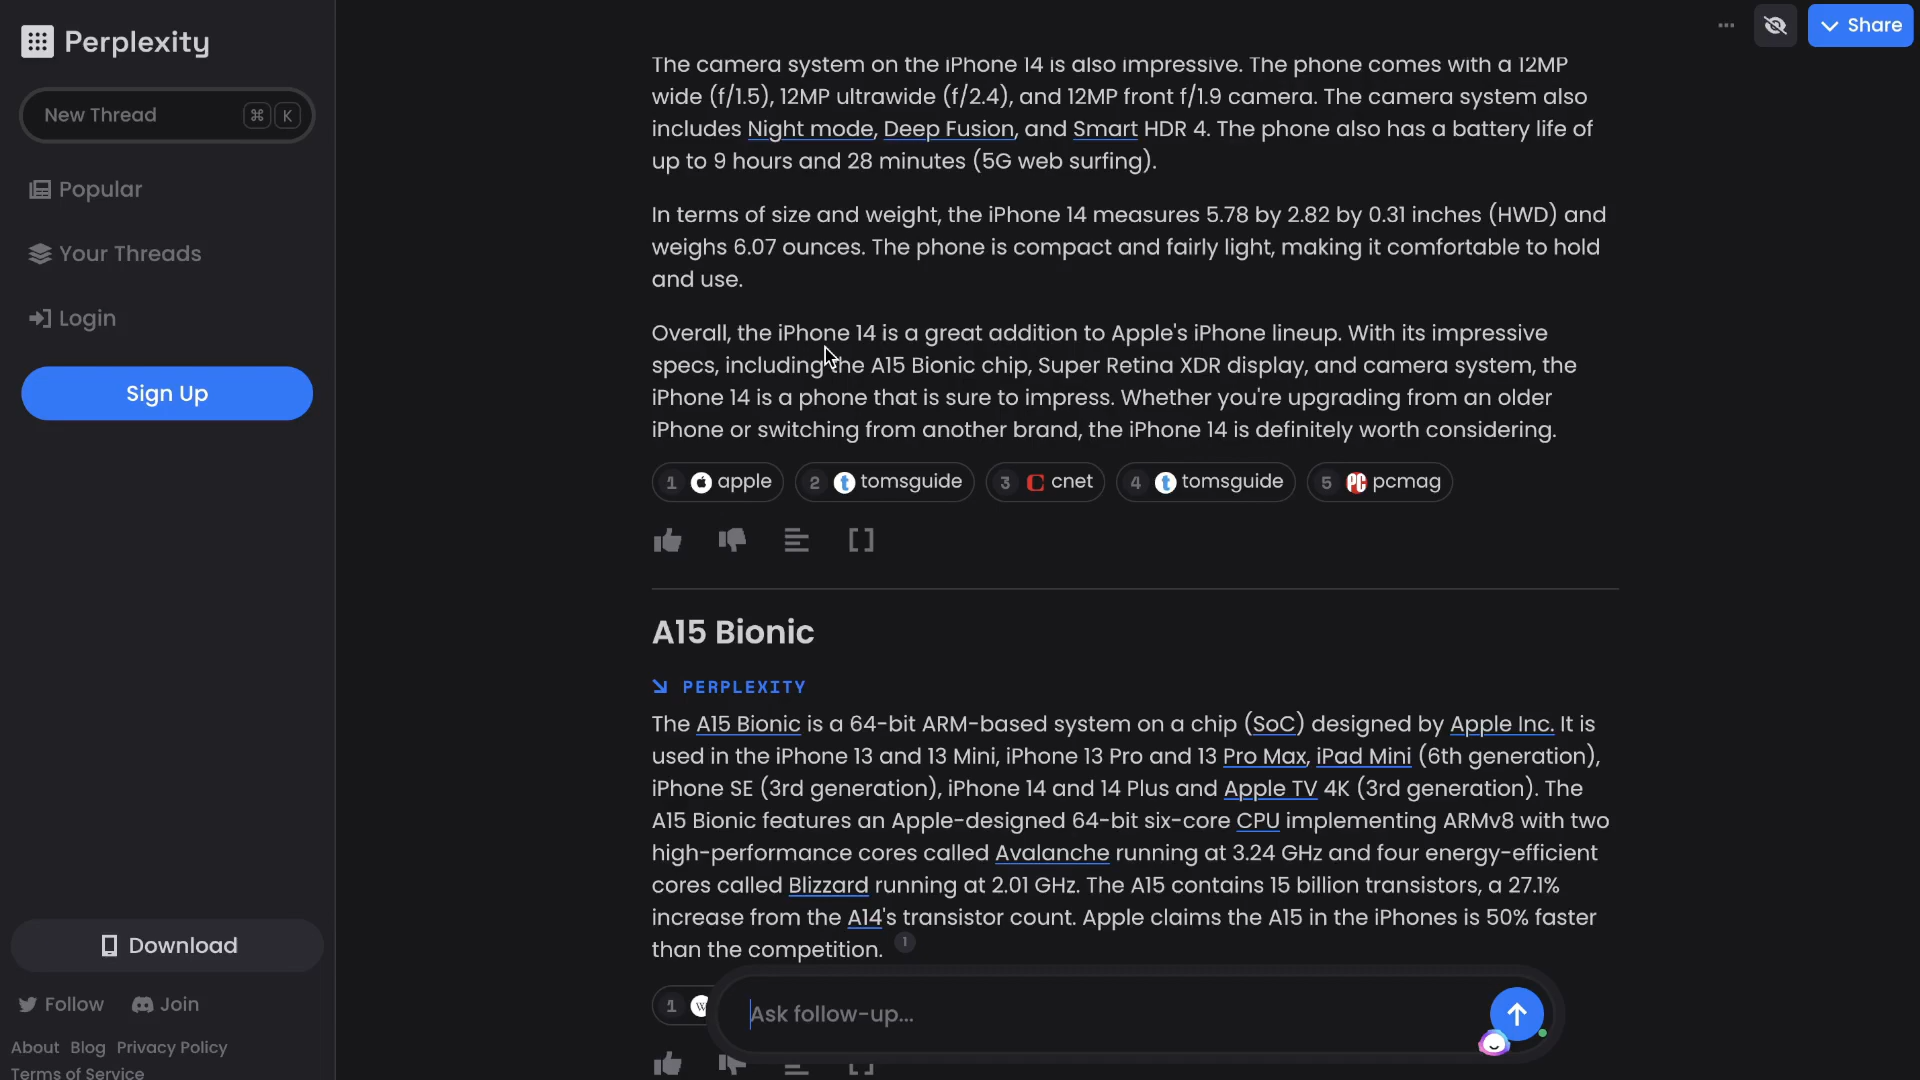 Perplexity
New Thread ⌘ K
Popular
Your Threads
Login
Sign Up
Download
Follow Join
About Blog Privacy Policy
Terms of Service
Share
The camera system on the iPhone 14 is also impressive. The phone comes with a 12MP
wide (f/1.5), 12MP ultrawide (f/2.4), and 12MP front f/1.9 camera. The camera system also
includes Night mode, Deep Fusion, and Smart HDR 4. The phone also has a battery life of
up to 9 hours and 28 minutes (5G web surfing).
In terms of size and weight, the iPhone 14 measures 5.78 by 2.82 by 0.31 inches (HWD) and
weighs 6.07 ounces. The phone is compact and fairly light, making it comfortable to hold
and use.
Overall, the iPhone 14 is a great addition to Apple's iPhone lineup. With its impressive
specs, including the A15 Bionic chip, Super Retina XDR display, and camera system, the
iPhone 14 is a phone that is sure to impress. Whether you're upgrading from an older
iPhone or switching from another brand, the iPhone 14 is definitely worth considering.
1 apple 2 t tomsguide 3 cnet 4 t tomsguide 5 PC pcmag
A15 Bionic
PERPLEXITY
The A15 Bionic is a 64-bit ARM-based system on a chip (SoC) designed by Apple Inc. It is
used in the iPhone 13 and 13 Mini, iPhone 13 Pro and 13 Pro Max, iPad Mini (6th generation),
iPhone SE (3rd generation), iPhone 14 and 14 Plus and Apple TV 4K (3rd generation). The
A15 Bionic features an Apple-designed 64-bit six-core CPU implementing ARMv8 with two
high-performance cores called Avalanche running at 3.24 GHz and four energy-efficient
cores called Blizzard running at 2.01 GHz. The A15 contains 15 billion transistors, a 27.1%
increase from the A14's transistor count. Apple claims the A15 in the iPhones is 50% faster
than the competition. 1
1 W
Ask follow-up...